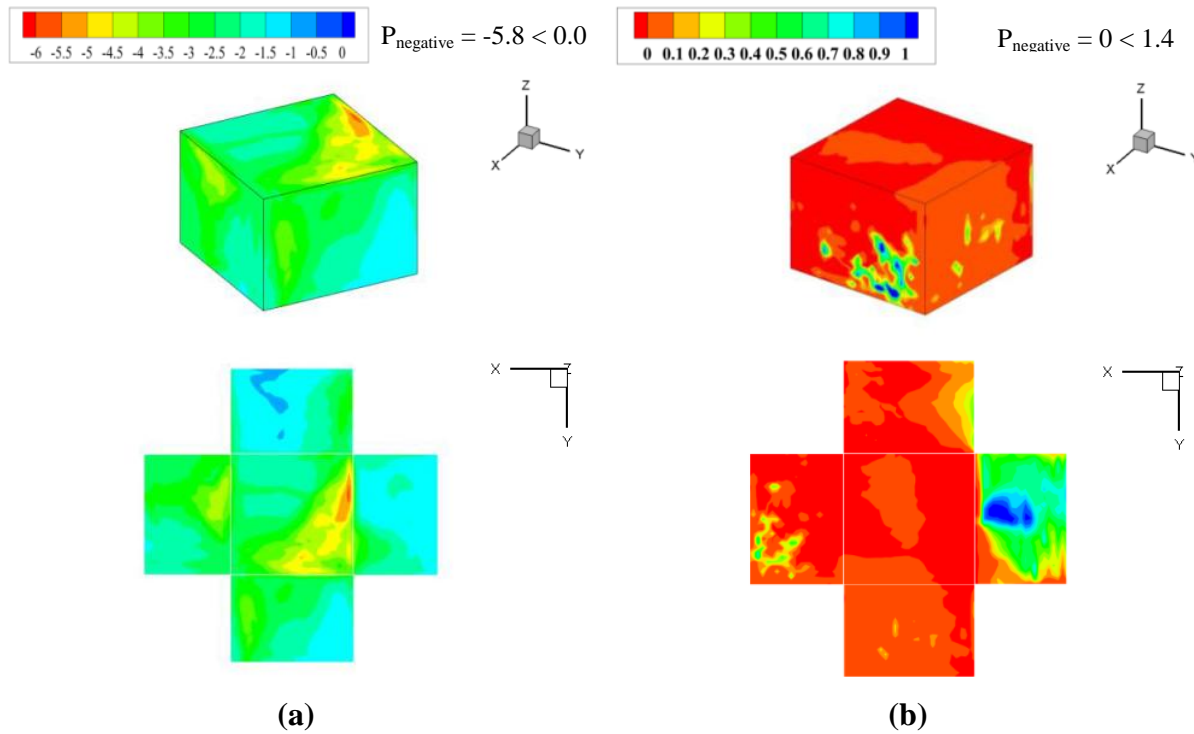 -6 -5.5 -5 -4.5 -4 -3.5 -3 -2.5 -2 -1.5 -1 -0.5 0
Pnegative = -5.8 < 0.0
0 0.1 0.2 0.3 0.4 0.5 0.6 0.7 0.8 0.9 1
Pnegative = 0 < 1.4
Z
X
Y
Z
X
Y
X
Z
Y
X
Z
Y
(a)
(b)